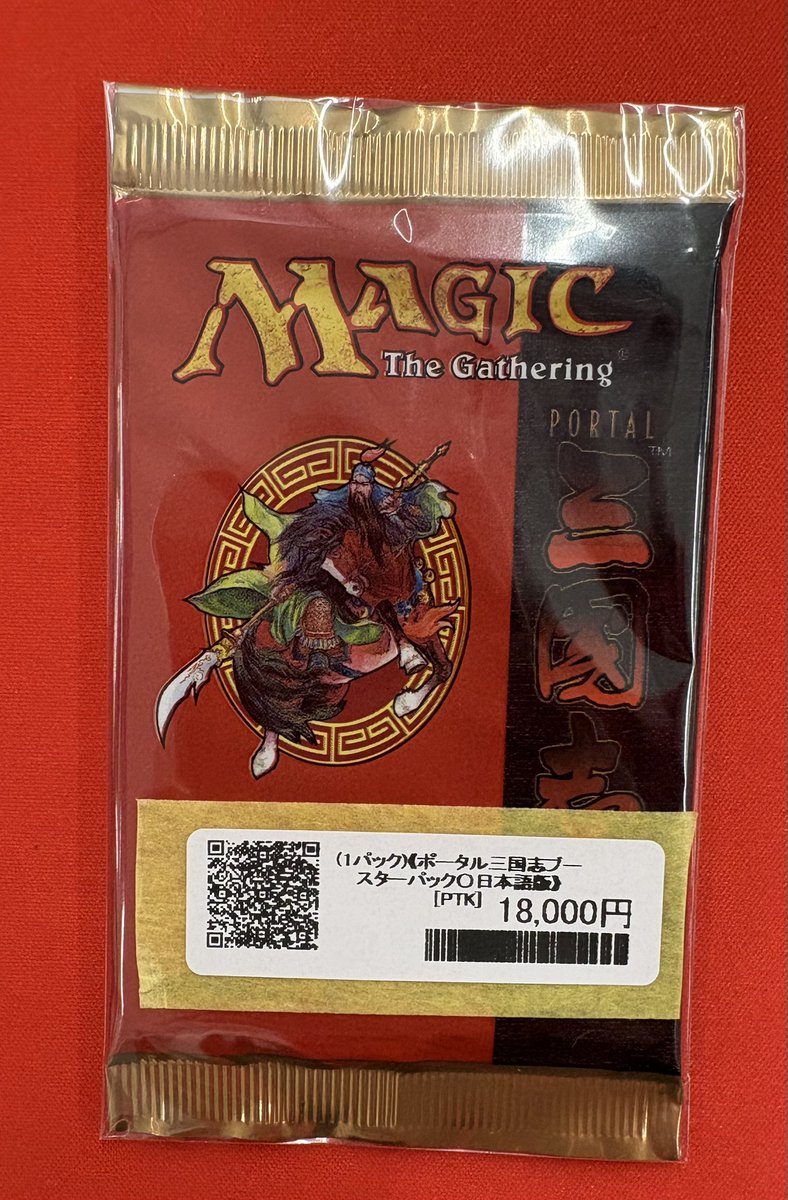 MAGIC
The Gathering
PORTAL
TM
三国志
(1パック)《ポータル三国志ブー
スターパック〇 日本語版》
[PTK] 18,000円